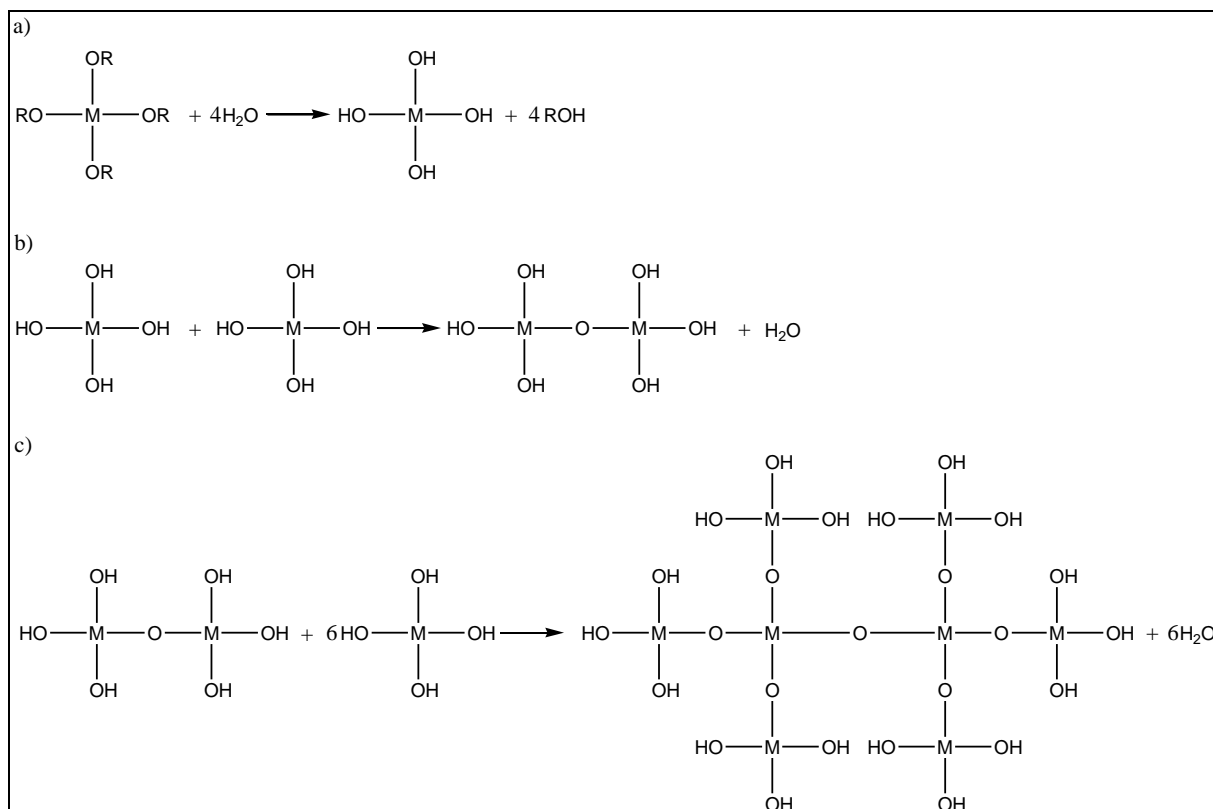 a)
OR
RO M OR + 4H₂O HO M OH + 4 ROH
OR
OH
OH
b)
OH OH OH OH
HO M OH + HO M OH HO M O M OH + H₂O
OH OH OH OH
c)
OH OH
HO M OH HO M OH
OH OH OH O O OH
HO M O M OH + 6 HO M OH HO M O M O M O M OH + 6H₂O
OH OH OH OH O O OH
HO M OH HO M OH
OH OH